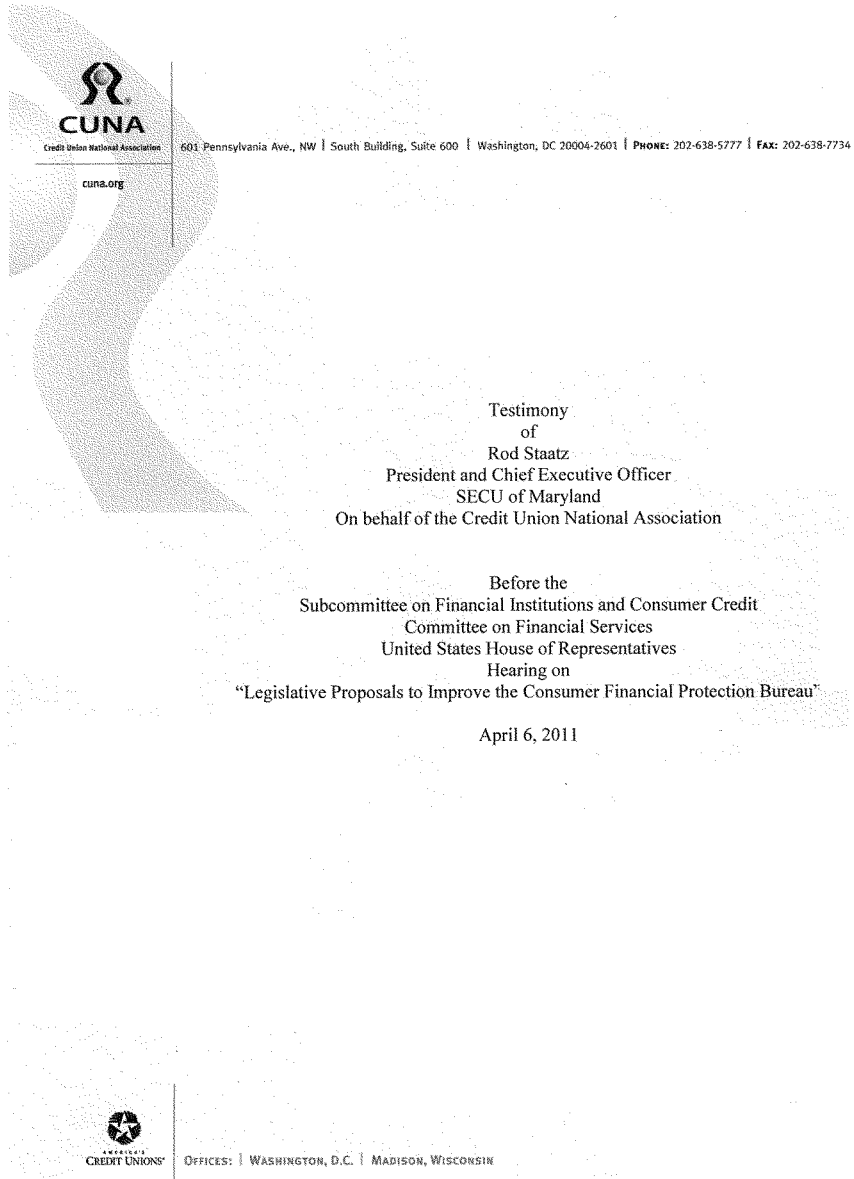 CUNA
Credit Union National Association
cuna.org
601 Pennsylvania Ave., NW | South Building, Suite 600 | Washington, DC 20004-2601 | PHONE: 202-638-5777 | FAX: 202-638-7734
Testimony
of
Rod Staatz
President and Chief Executive Officer
SECU of Maryland
On behalf of the Credit Union National Association
Before the
Subcommittee on Financial Institutions and Consumer Credit
Committee on Financial Services
United States House of Representatives
Hearing on
“Legislative Proposals to Improve the Consumer Financial Protection Bureau”
April 6, 2011
AMERICA'S
CREDIT UNIONS®
OFFICES: | WASHINGTON, D.C. | MADISON, WISCONSIN